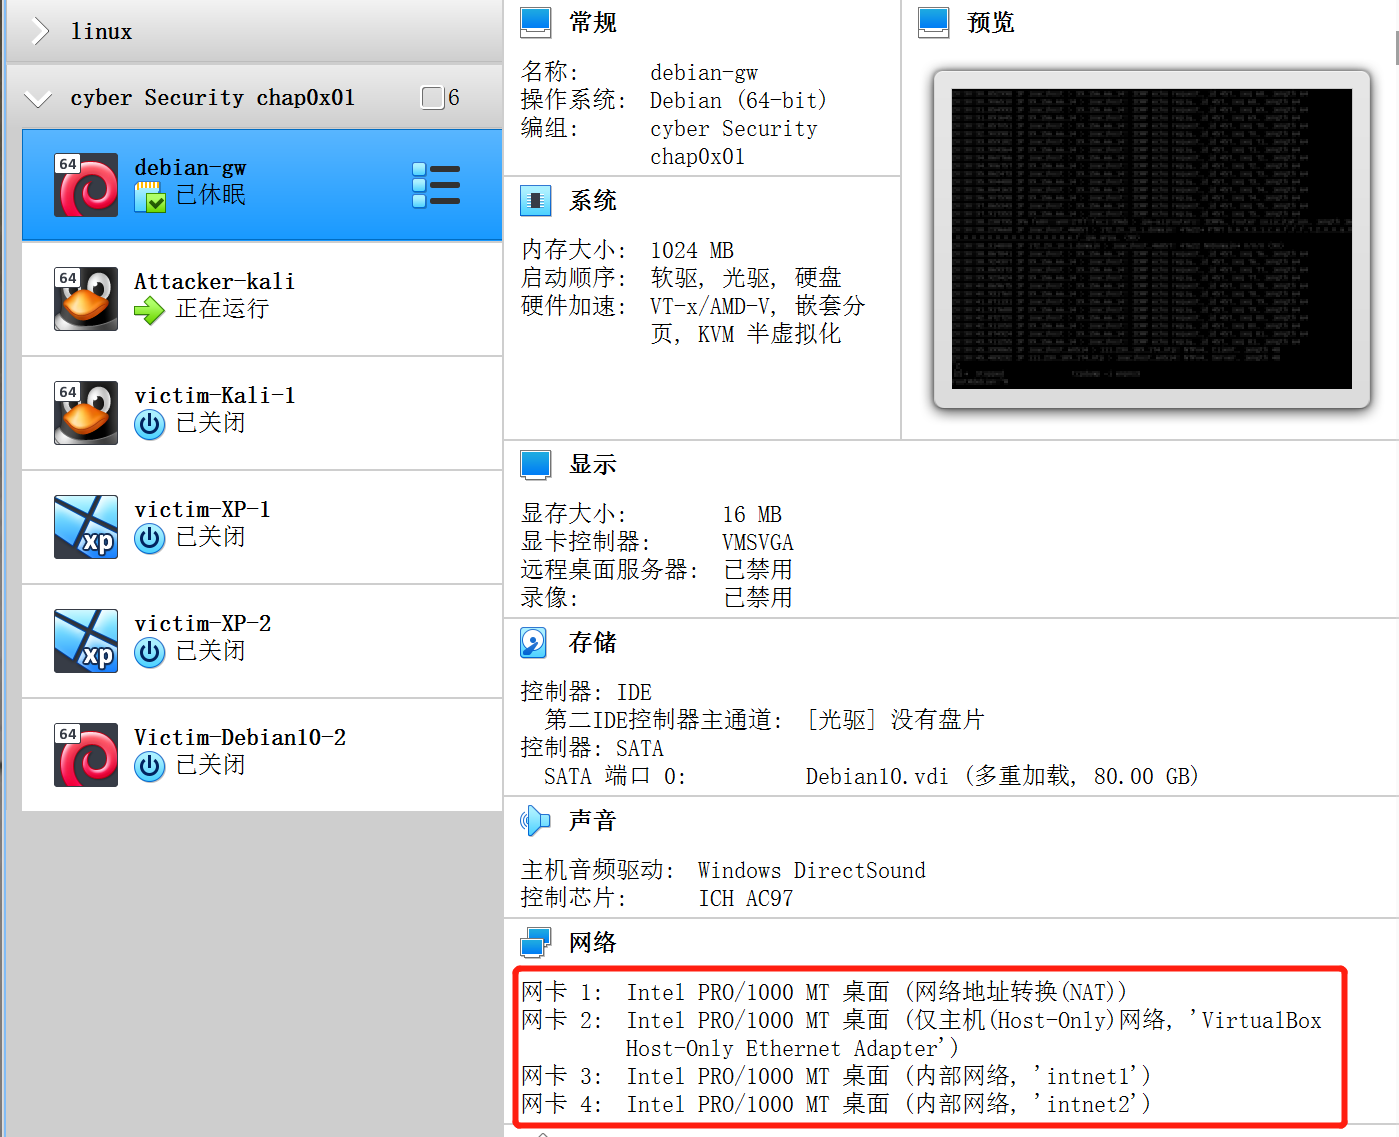 linux
cyber Security chap0x01
6
64
debian-gw
已休眠
64
Attacker-kali
正在运行
64
victim-Kali-1
已关闭
xp
victim-XP-1
已关闭
xp
victim-XP-2
已关闭
64
Victim-Debian10-2
已关闭
常规
名称: debian-gw
操作系统: Debian (64-bit)
编组: cyber Security
chap0x01
预览
系统
内存大小: 1024 MB
启动顺序: 软驱, 光驱, 硬盘
硬件加速: VT-x/AMD-V, 嵌套分
页, KVM 半虚拟化
显示
显存大小: 16 MB
显卡控制器: VMSVGA
远程桌面服务器: 已禁用
录像: 已禁用
存储
控制器: IDE
第二IDE控制器主通道: [光驱] 没有盘片
控制器: SATA
SATA 端口 0: Debian10.vdi (多重加载, 80.00 GB)
声音
主机音频驱动: Windows DirectSound
控制芯片: ICH AC97
网络
网卡 1: Intel PRO/1000 MT 桌面 (网络地址转换(NAT))
网卡 2: Intel PRO/1000 MT 桌面 (仅主机(Host-Only)网络, 'VirtualBox
Host-Only Ethernet Adapter')
网卡 3: Intel PRO/1000 MT 桌面 (内部网络, 'intnet1')
网卡 4: Intel PRO/1000 MT 桌面 (内部网络, 'intnet2')